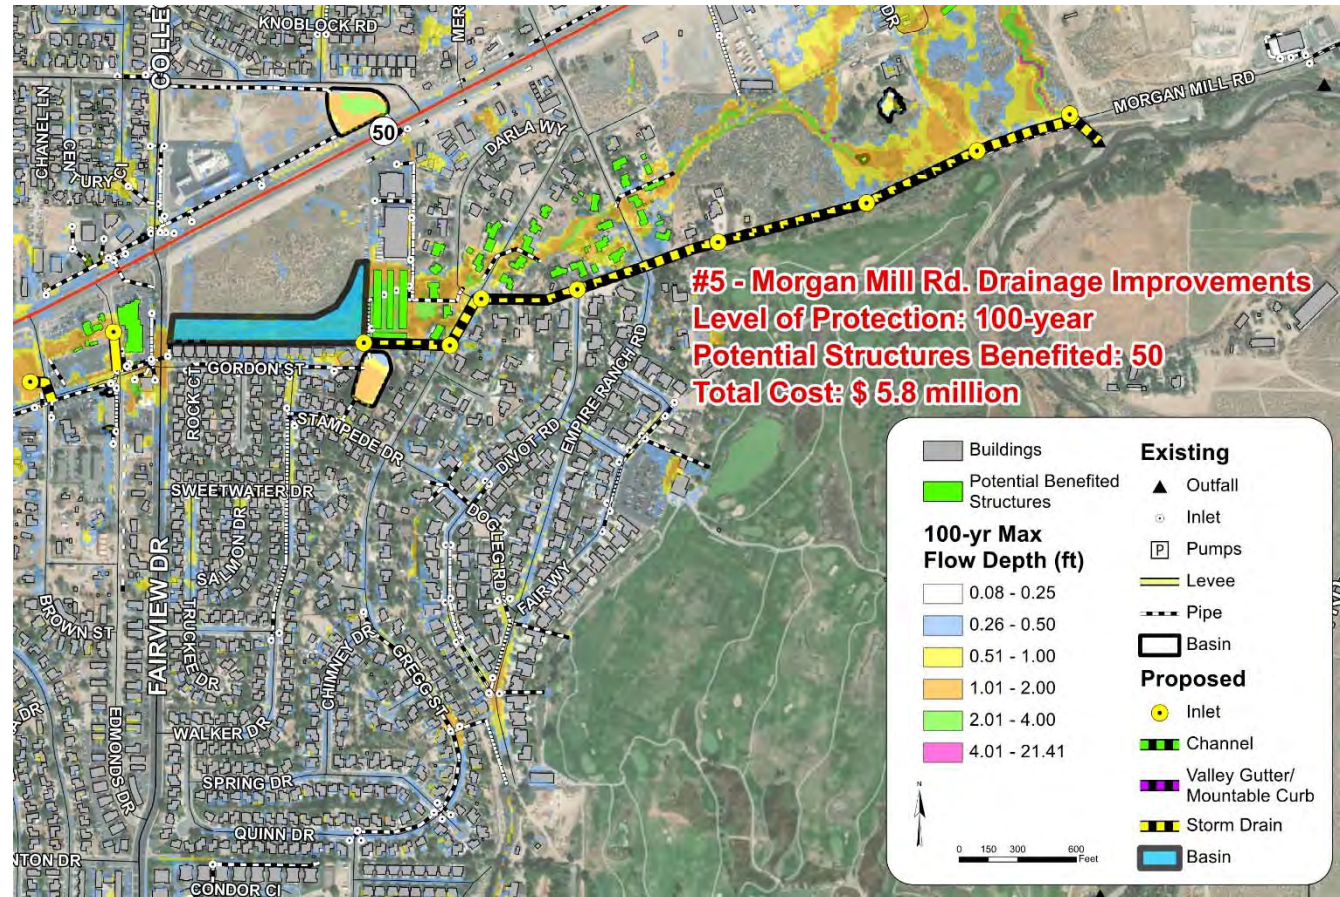 KNOBLOCK RD
COLLE
MER
DR
MORGAN MILL RD
CHANEL LN
CEN
TURY CI
50
DARLA WY
#5 - Morgan Mill Rd. Drainage Improvements
Level of Protection: 100-year
Potential Structures Benefited: 50
Total Cost: $ 5.8 million
GORDON ST
ROCK CT
STAMPEDE DR
EMPIRE RANCH RD
DIVOT RD
SWEETWATER DR
DOGLEG RD
SALMON DR
FAIR WY
FAIRVIEW DR
BROWN ST
TRUCKEE DR
CHIMNEY DR
GREGG ST
EDMONDS DR
WALKER DR
SPRING DR
QUINN DR
NTON DR
CONDOR CI
A DR
Buildings
Potential Benefited
Structures
100-yr Max
Flow Depth (ft)
0.08 - 0.25
0.26 - 0.50
0.51 - 1.00
1.01 - 2.00
2.01 - 4.00
4.01 - 21.41
N
0 150 300 600
Feet
Existing
Outfall
Inlet
P Pumps
Levee
Pipe
Basin
Proposed
Inlet
Channel
Valley Gutter/
Mountable Curb
Storm Drain
Basin